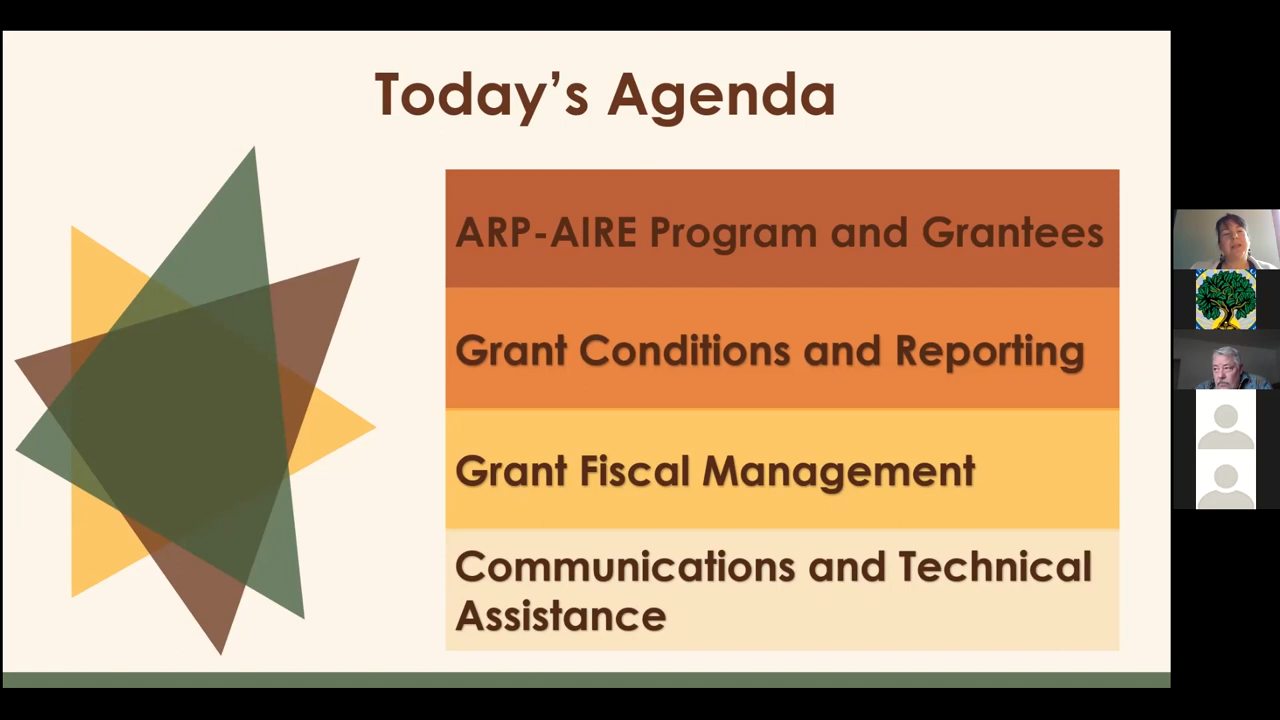 Today’s Agenda
ARP-AIRE Program and Grantees
Grant Conditions and Reporting
Grant Fiscal Management
Communications and Technical
Assistance